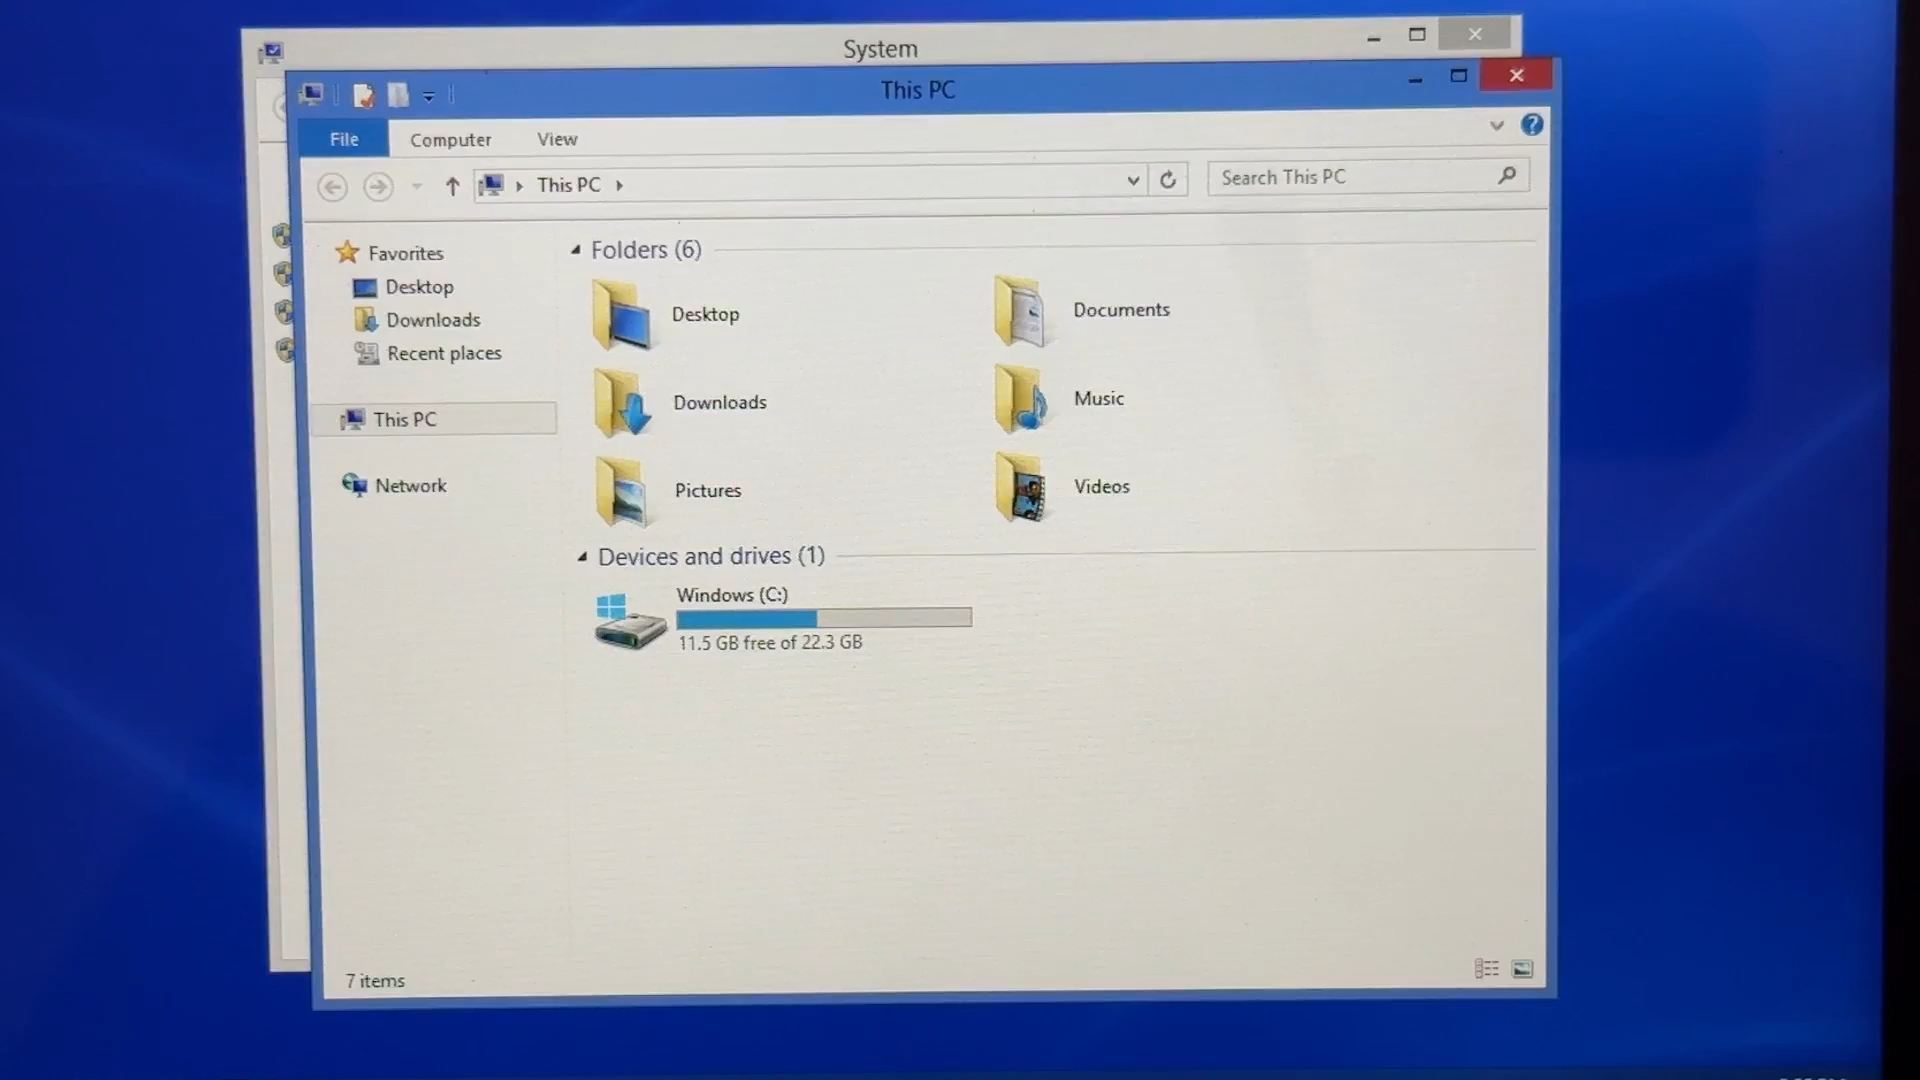 System
This PC
File
Computer
View
This PC
Search This PC
Favorites
Desktop
Downloads
Recent places
This PC
Network
Folders (6)
Desktop
Documents
Downloads
Music
Pictures
Videos
Devices and drives (1)
Windows (C:)
11.5 GB free of 22.3 GB
7 items